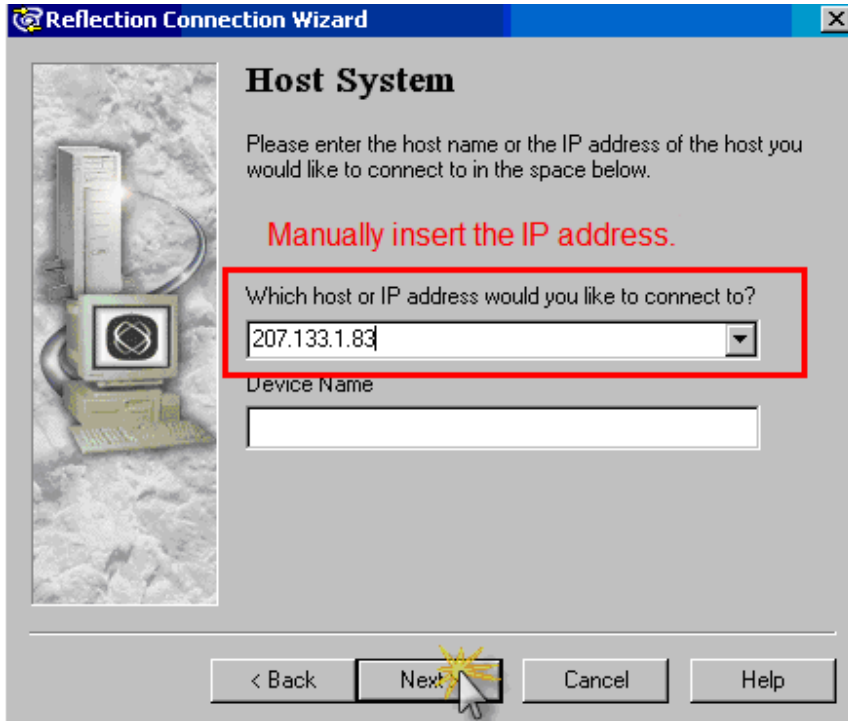 Reflection Connection Wizard
Host System
Please enter the host name or the IP address of the host you
would like to connect to in the space below.
Manually insert the IP address.
Which host or IP address would you like to connect to?
207.133.1.83
Device Name
< Back
Next >
Cancel
Help